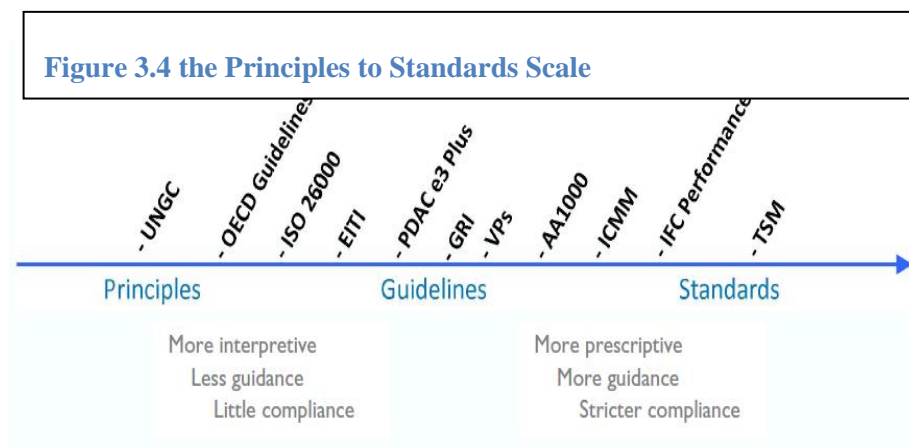 Figure 3.4 the Principles to Standards Scale
- UNGC
- OECD Guidelines
- ISO 26000
- EITI
- PDAC e3 Plus
- GRI
- VPs
- AA1000
- ICMM
- IFC Performance
- TSM
Principles Guidelines Standards
More interpretive
Less guidance
Little compliance
More prescriptive
More guidance
Stricter compliance